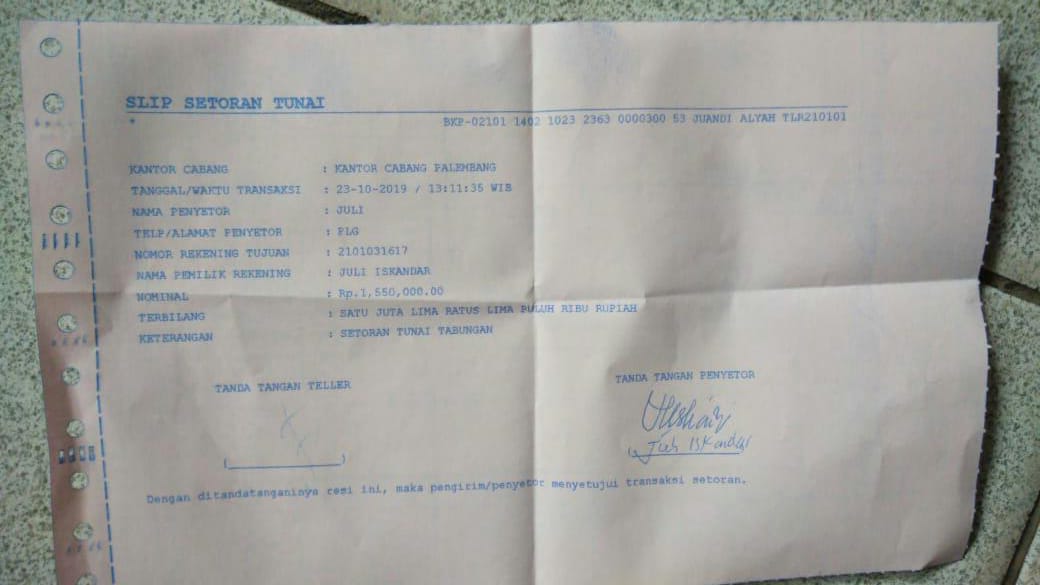 SLIP SETORAN TUNAI
* BKP-02101 1402 1023 2363 0000300 53 JUANDI ALYAH TLR210101
KANTOR CABANG : KANTOR CABANG PALEMBANG
TANGGAL/WAKTU TRANSAKSI : 23-10-2019 / 13:11:35 WIB
NAMA PENYETOR : JULI
TELP/ALAMAT PENYETOR : PLG
NOMOR REKENING TUJUAN : 2101031617
NAMA PEMILIK REKENING : JULI ISKANDAR
NOMINAL : Rp.1,550,000.00
TERBILANG : SATU JUTA LIMA RATUS LIMA PULUH RIBU RUPIAH
KETERANGAN : SETORAN TUNAI TABUNGAN
TANDA TANGAN TELLER TANDA TANGAN PENYETOR
Iskandar
Dengan ditandatanganinya resi ini, maka pengirim/penyetor menyetujui transaksi setoran.